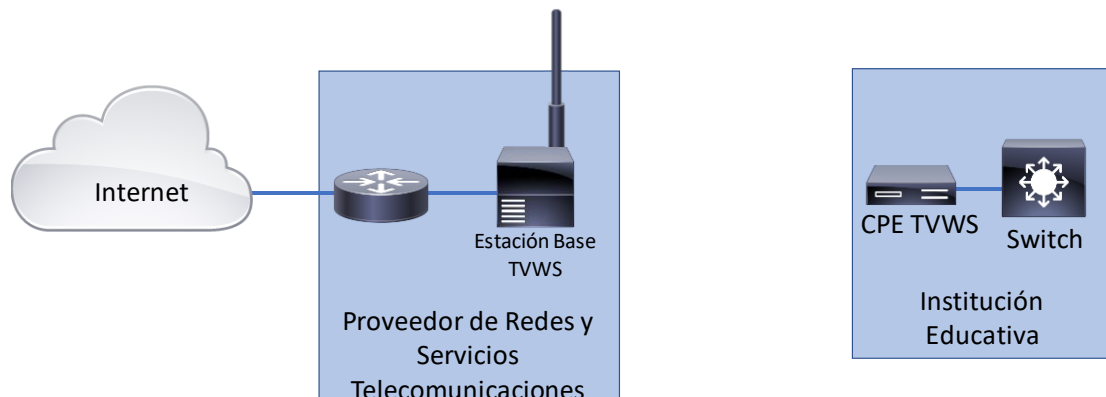 Internet
Estación Base
TVWS
Proveedor de Redes y
Servicios
Telecomunicaciones
CPE TVWS
Switch
Institución
Educativa